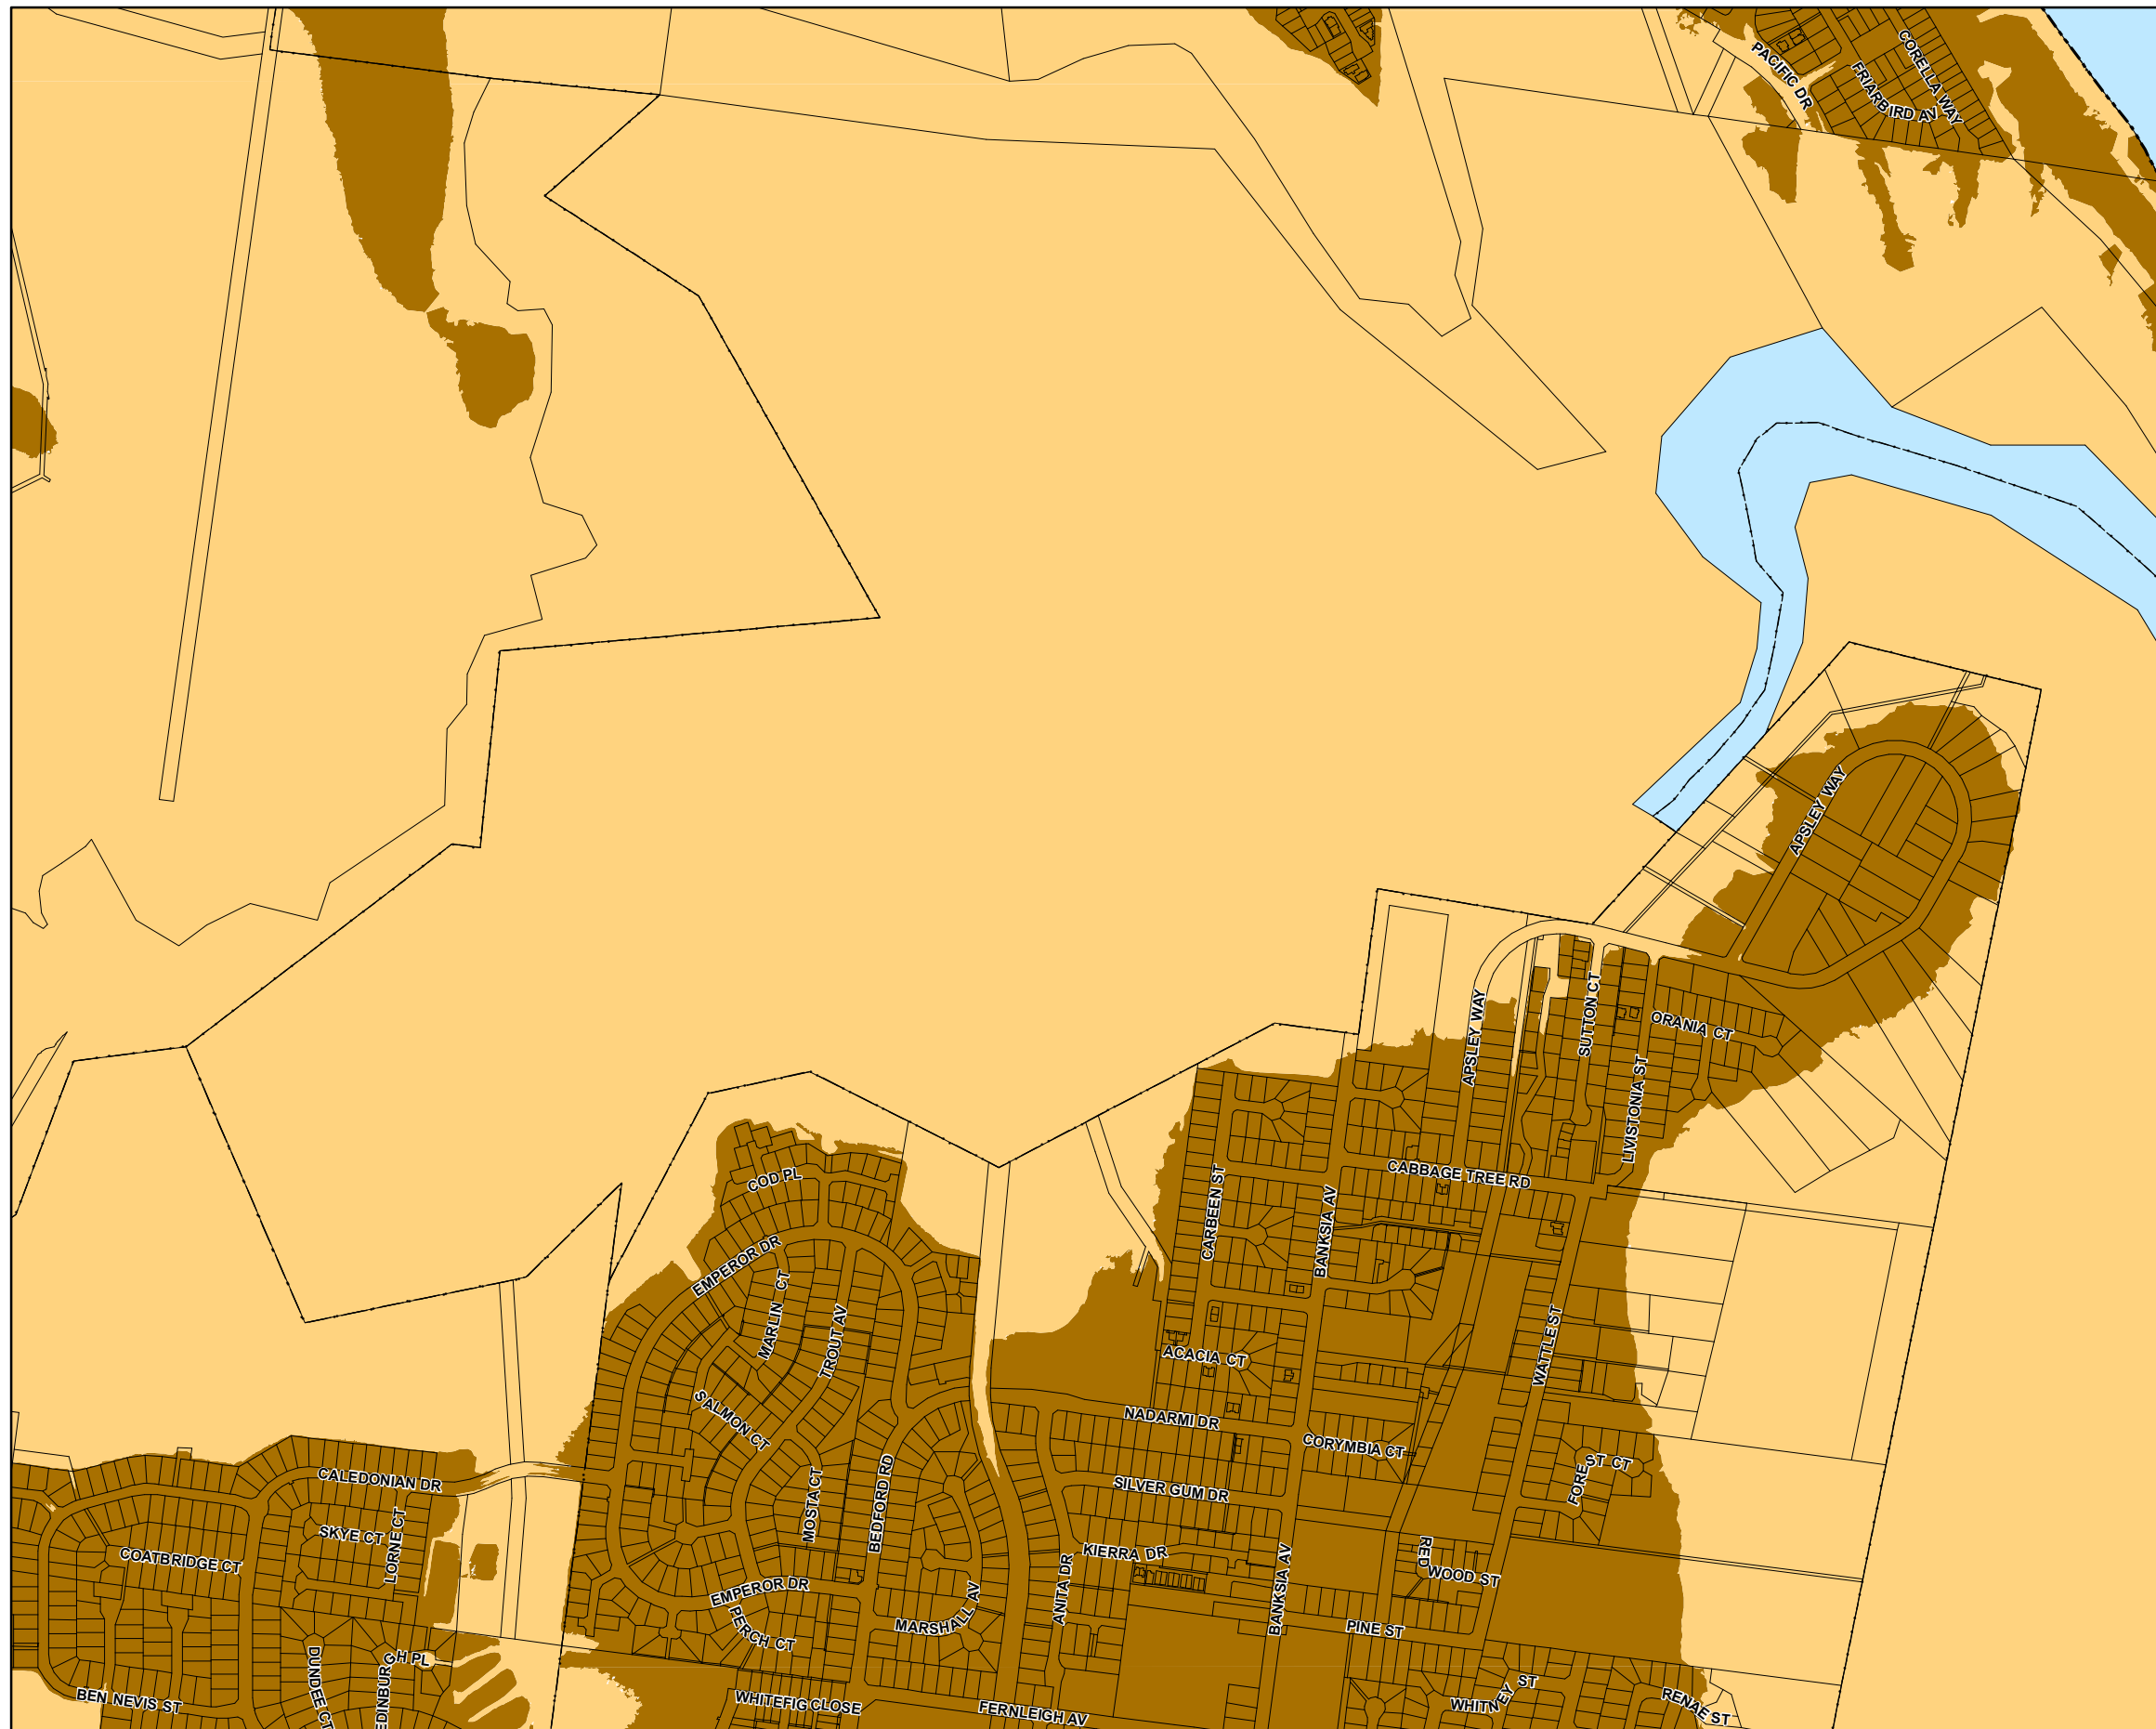 PACIFIC DR
CORELLA WAY
FRIARBIRD AV
APSLEY WAY
APSLEY WAY
SUTTON CT
ORANIA CT
LIVISTONIA ST
CABBAGE TREE RD
CARBEEN ST
BANKSIA AV
COD PL
EMPEROR DR
MARLIN CT
TROUT AV
WATTLE ST
ACACIA CT
SALMON CT
NADARMI DR
CORYMBIA CT
FOREST CT
CALEDONIAN DR
SILVER GUM DR
MOSTA CT
BEDFORD RD
SKYE CT
LORNE CT
COATBRIDGE CT
KIERRA DR
REDWOOD ST
EMPEROR DR
ANITA DR
BANKSIA AV
PERCH CT
MARSHALL AV
PINE ST
DUNDEE CT
EDINBURGH PL
BEN NEVIS ST
WHITEFIG CLOSE
FERNLEIGH AV
WHITNEY ST
RENAE ST